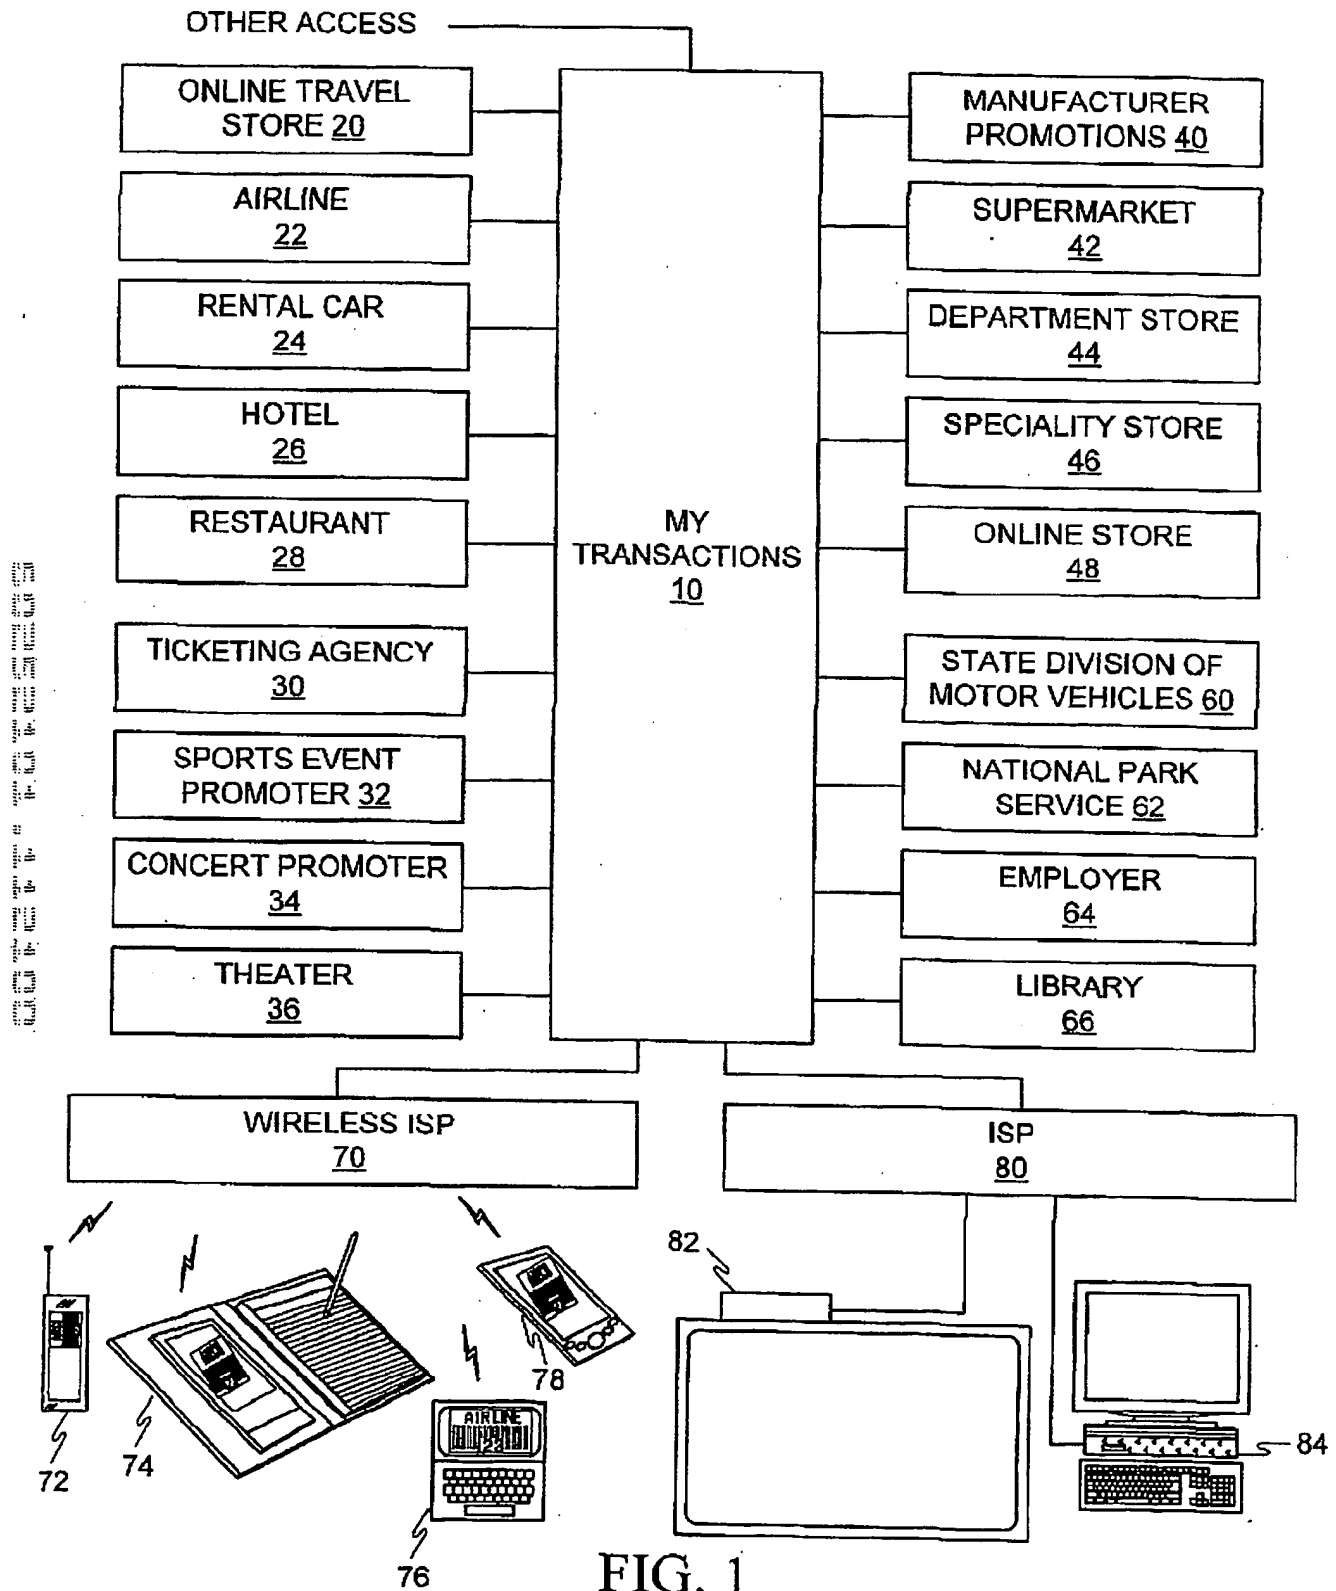 OTHER ACCESS
ONLINE TRAVEL
STORE 20
AIRLINE
22
RENTAL CAR
24
HOTEL
26
RESTAURANT
28
TICKETING AGENCY
30
SPORTS EVENT
PROMOTER 32
CONCERT PROMOTER
34
THEATER
36
MY
TRANSACTIONS
10
MANUFACTURER
PROMOTIONS 40
SUPERMARKET
42
DEPARTMENT STORE
44
SPECIALITY STORE
46
ONLINE STORE
48
STATE DIVISION OF
MOTOR VEHICLES 60
NATIONAL PARK
SERVICE 62
EMPLOYER
64
LIBRARY
66
WIRELESS ISP
70
ISP
80
72
74
AIRLINE
123
76
78
82
84
FIG. 1